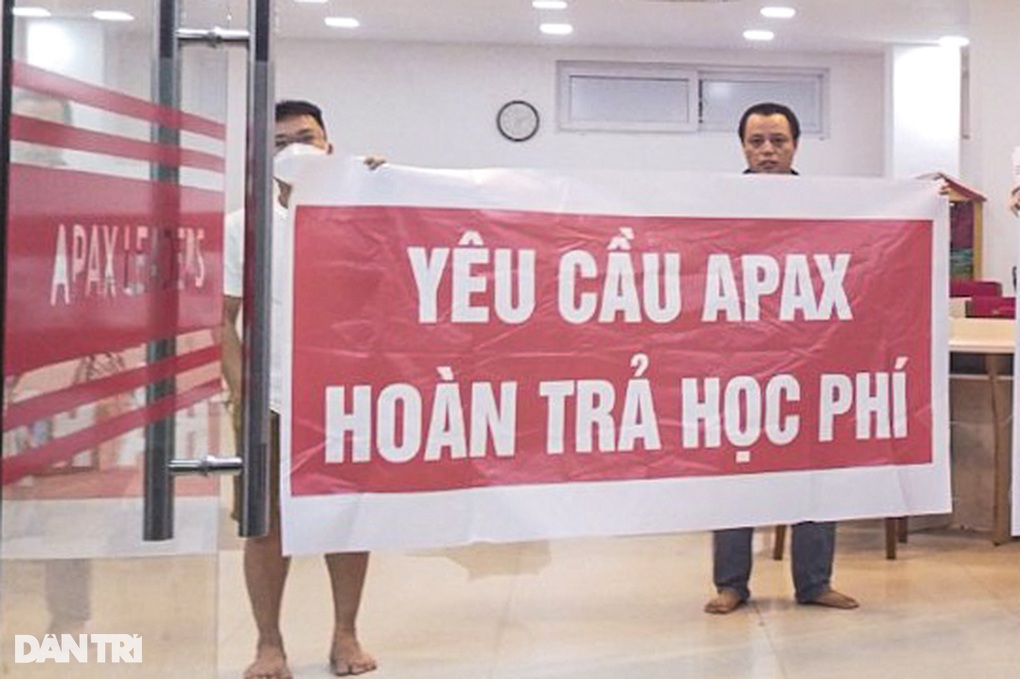 APAX LEADERS
YÊU CẦU APAX
HOÀN TRẢ HỌC PHÍ
DÂN TRÍ